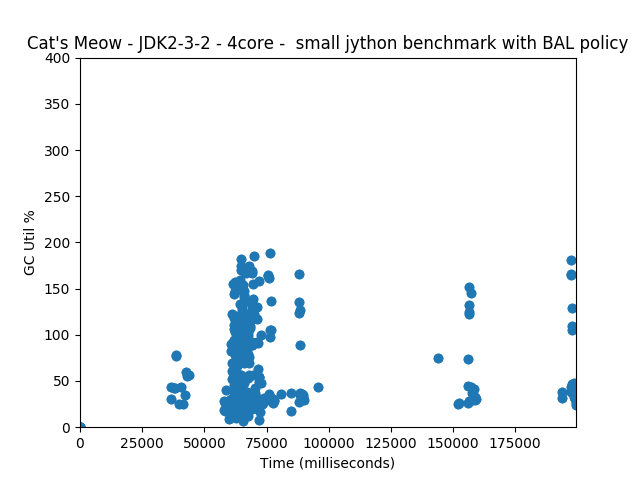 Cat's Meow - JDK2-3-2 - 4core -  small jython benchmark with BAL policy
400
350
300
250
200
150
100
50
0
GC Util %
0 25000 50000 75000 100000 125000 150000 175000
Time (milliseconds)